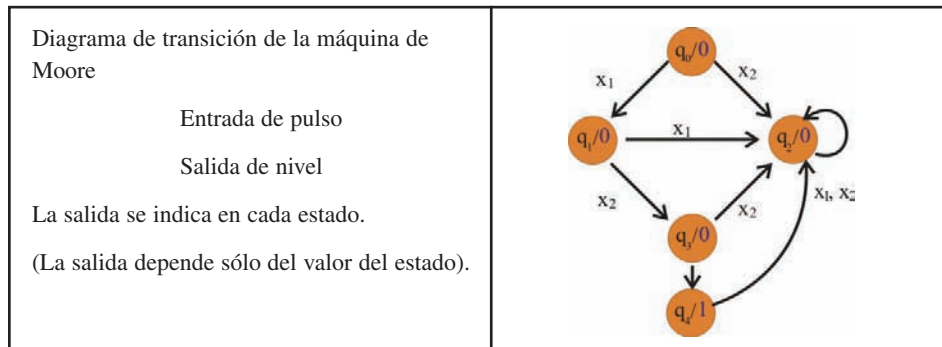 Diagrama de transición de la máquina de
Moore
Entrada de pulso
Salida de nivel
La salida se indica en cada estado.
(La salida depende sólo del valor del estado).
q₀/0
x₁
x₂
q₁/0
x₁
q₂/0
x₂
x₂
x₁, x₂
q₃/0
q₄/1